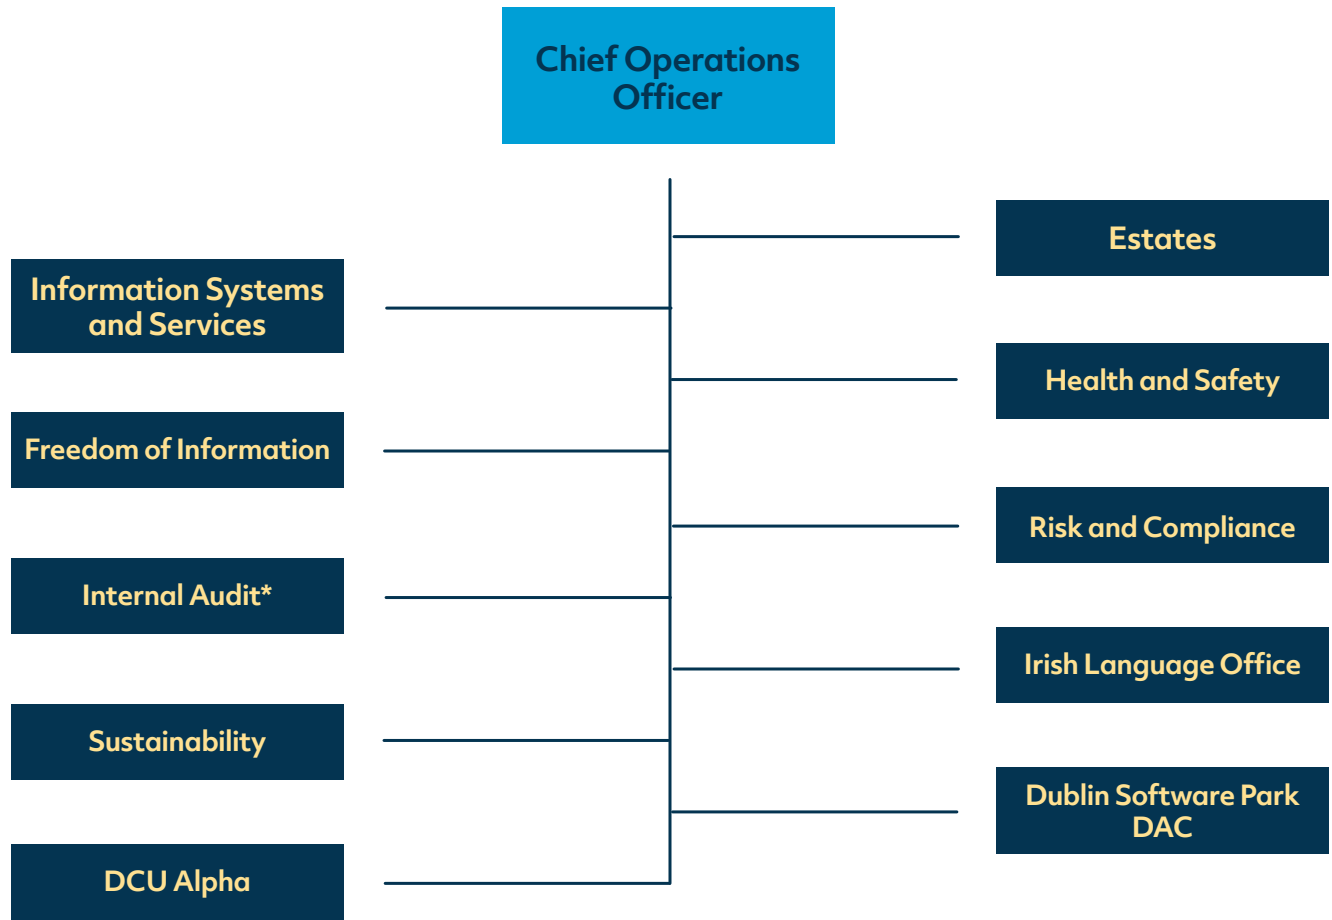 Chief Operations
Officer
Estates
Information Systems
and Services
Health and Safety
Freedom of Information
Risk and Compliance
Internal Audit*
Irish Language Office
Sustainability
Dublin Software Park
DAC
DCU Alpha